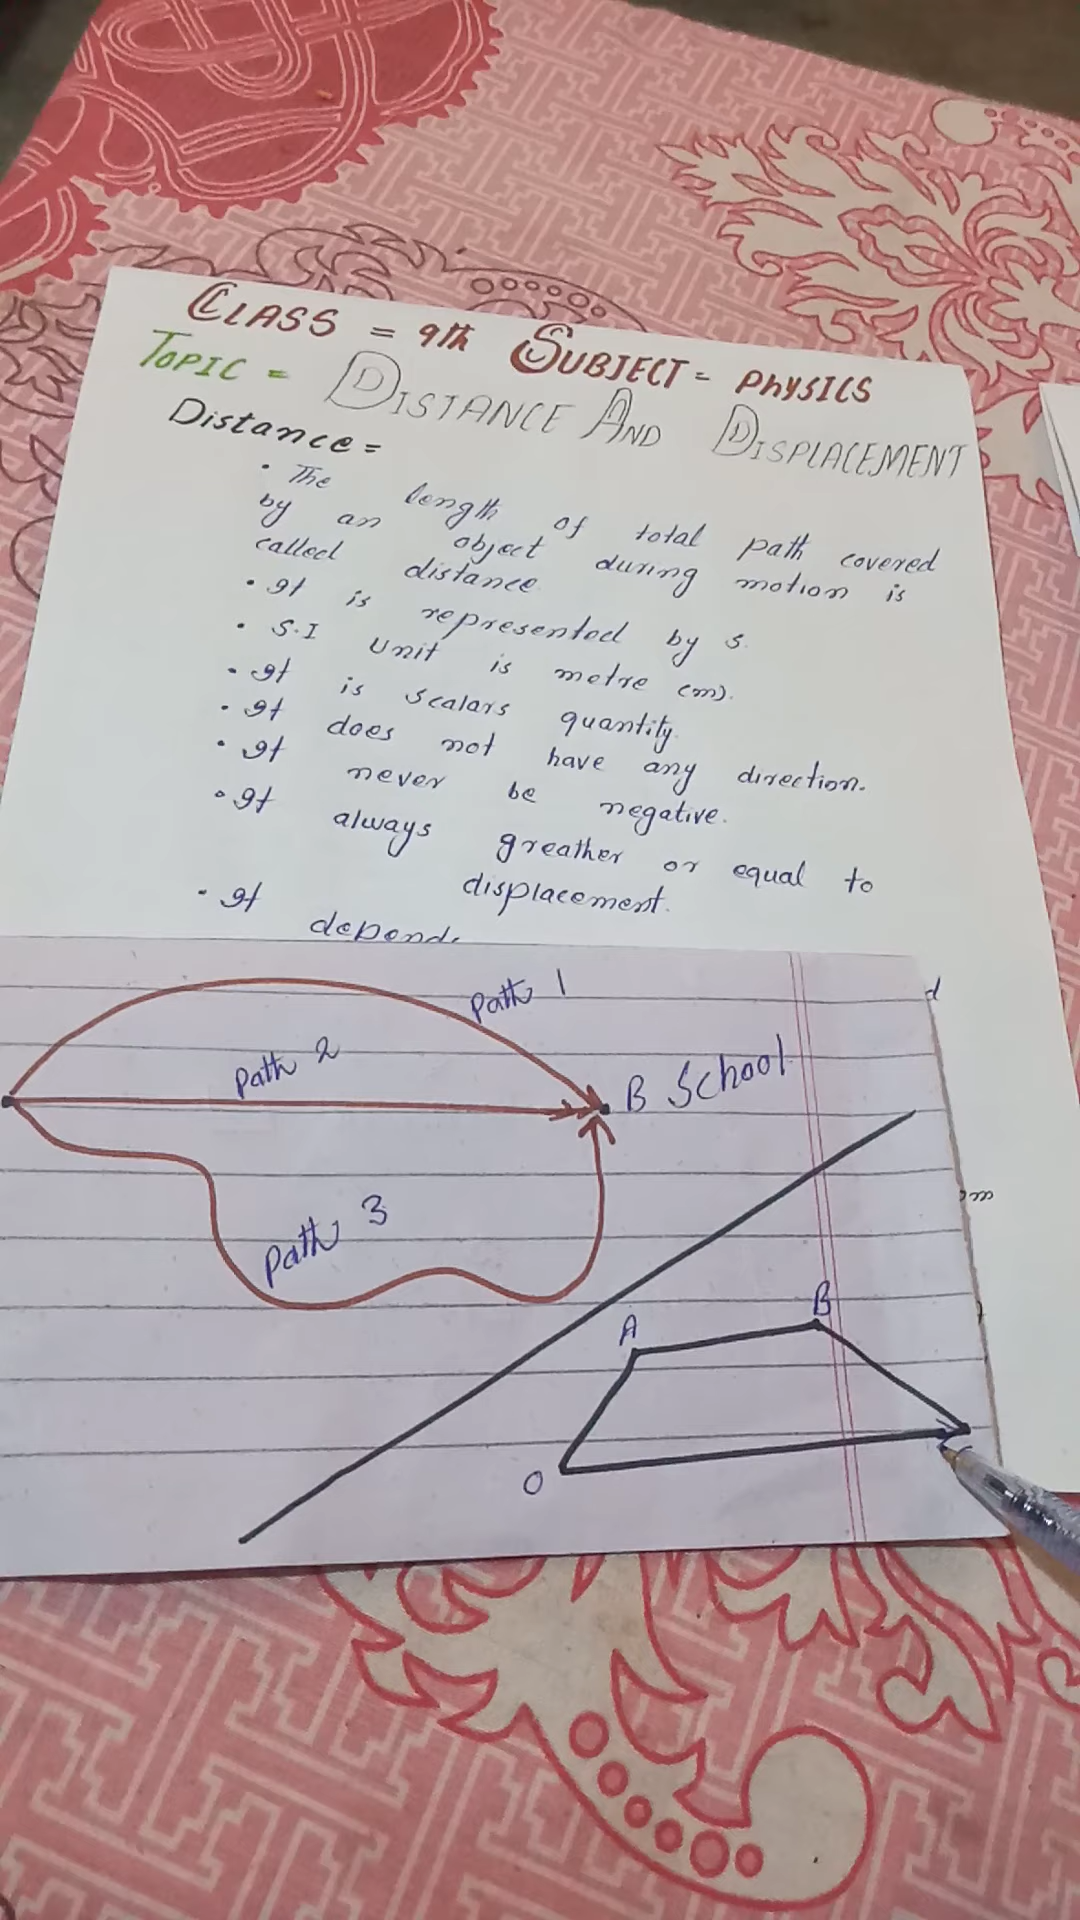 CLASS = 9th SUBJECT = PHYSICS
TOPIC = DISTANCE AND DISPLACEMENT
Distance =
• The length of total path covered
by an object during motion is
called distance
• It is represented by s.
• S.I unit is metre (m).
• It is scalars quantity.
• It does not have any direction.
• It never be negative.
• It always greather or equal to
displacement.
• It depend
d
Path 1
Path 2
B School
m
Path 3
A
B
O